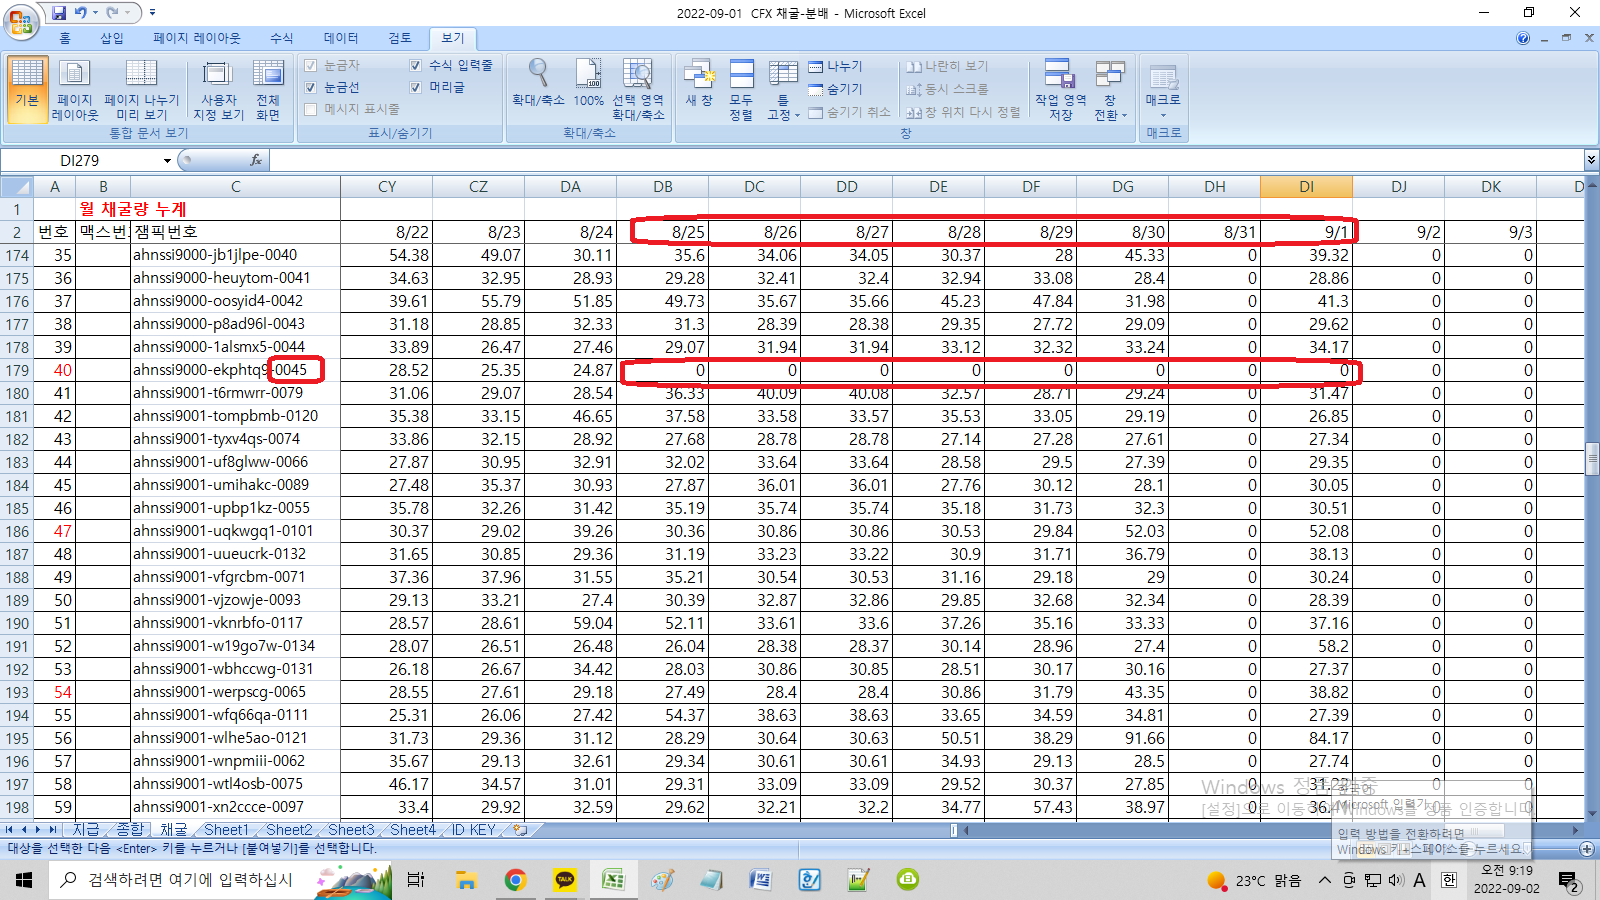 2022-09-01 CFX 채굴-분배 - Microsoft Excel
홈 삽입 페이지 레이아웃 수식 데이터 검토 보기
기본
페이지 레이아웃
페이지 나누기 미리 보기
사용자 지정 보기
전체 화면
통합 문서 보기
눈금자
눈금선
메시지 표시줄
수식 입력줄
머리글
표시/숨기기
확대/축소
100%
선택 영역 확대/축소
확대/축소
새 창
모두 정렬
틀 고정
나누기
숨기기
숨기기 취소
나란히 보기
동시 스크롤
창 위치 다시 정렬
작업 영역 저장
창 전환
창
매크로
매크로
DI279 fx
A B C CY CZ DA DB DC DD DE DF DG DH DI DJ DK D
1 월 채굴량 누계
2 번호 맥스번 잼픽번호 8/22 8/23 8/24 8/25 8/26 8/27 8/28 8/29 8/30 8/31 9/1 9/2 9/3
174 35 ahnssi9000-jb1jlpe-0040 54.38 49.07 30.11 35.6 34.06 34.05 30.37 28 45.33 0 39.32 0 0
175 36 ahnssi9000-heuytom-0041 34.63 32.95 28.93 29.28 32.41 32.4 32.94 33.08 28.4 0 28.86 0 0
176 37 ahnssi9000-oosyid4-0042 39.61 55.79 51.85 49.73 35.67 35.66 45.23 47.84 31.98 0 41.3 0 0
177 38 ahnssi9000-p8ad96l-0043 31.18 28.85 32.33 31.3 28.39 28.38 29.35 27.72 29.09 0 29.62 0 0
178 39 ahnssi9000-1alsmx5-0044 33.89 26.47 27.46 29.07 31.94 31.94 33.12 32.32 33.24 0 34.17 0 0
179 40 ahnssi9000-ekphtq9-0045 28.52 25.35 24.87 0 0 0 0 0 0 0 0 0 0
180 41 ahnssi9001-t6rmwrr-0079 31.06 29.07 28.54 36.33 40.09 40.08 32.57 28.71 29.24 0 31.47 0 0
181 42 ahnssi9001-tompbmb-0120 35.38 33.15 46.65 37.58 33.58 33.57 35.53 33.05 29.19 0 26.85 0 0
182 43 ahnssi9001-tyxv4qs-0074 33.86 32.15 28.92 27.68 28.78 28.78 27.14 27.28 27.61 0 27.34 0 0
183 44 ahnssi9001-uf8glww-0066 27.87 30.95 32.91 32.02 33.64 33.64 28.58 29.5 27.39 0 29.35 0 0
184 45 ahnssi9001-umihakc-0089 27.48 35.37 30.93 27.87 36.01 36.01 27.76 30.12 28.1 0 30.05 0 0
185 46 ahnssi9001-upbp1kz-0055 35.78 32.26 31.42 35.19 35.74 35.74 35.18 31.73 32.3 0 30.51 0 0
186 47 ahnssi9001-uqkwgq1-0101 30.37 29.02 39.26 30.36 30.86 30.86 30.53 29.84 52.03 0 52.08 0 0
187 48 ahnssi9001-uueucrk-0132 31.65 30.85 29.36 31.19 33.23 33.22 30.9 31.71 36.79 0 38.13 0 0
188 49 ahnssi9001-vfgrcbm-0071 37.36 37.96 31.55 35.21 30.54 30.53 31.16 29.18 29 0 30.24 0 0
189 50 ahnssi9001-vjzowje-0093 29.13 33.21 27.4 30.39 32.87 32.86 29.85 32.68 32.34 0 28.39 0 0
190 51 ahnssi9001-vknrbfo-0117 28.57 28.61 59.04 52.11 33.61 33.6 37.26 35.16 33.33 0 37.16 0 0
191 52 ahnssi9001-w19go7w-0134 28.07 26.51 26.48 26.04 28.38 28.37 30.14 28.96 27.4 0 58.2 0 0
192 53 ahnssi9001-wbhccwg-0131 26.18 26.67 34.42 28.03 30.86 30.85 28.51 30.17 30.16 0 27.37 0 0
193 54 ahnssi9001-werpscg-0065 28.55 27.61 29.18 27.49 28.4 28.4 30.86 31.79 43.35 0 38.82 0 0
194 55 ahnssi9001-wfq66qa-0111 25.31 26.06 27.42 54.37 38.63 38.63 33.65 34.59 34.81 0 27.39 0 0
195 56 ahnssi9001-wlhe5ao-0121 31.73 29.36 31.12 28.29 30.64 30.63 50.51 38.29 91.66 0 84.17 0 0
196 57 ahnssi9001-wnpmiii-0062 35.67 29.13 32.61 29.34 30.61 30.61 34.93 29.13 28.5 0 27.74 0 0
197 58 ahnssi9001-wtl4osb-0075 46.17 34.57 31.01 29.31 33.09 33.09 29.52 30.37 27.85 0 0 0
198 59 ahnssi9001-xn2ccce-0097 33.4 29.92 32.59 29.62 32.21 32.2 34.77 57.43 38.97 0 0 0
Windows 정품 인증
[설정]으로 이동하여 Windows를 정품 인증합니다
한국어
Microsoft 입력기
입력 방법을 전환하려면
Windows 키+스페이스를 누르세요.
지급 종합 채굴 Sheet1 Sheet2 Sheet3 Sheet4 ID KEY
대상을 선택한 다음 <Enter> 키를 누르거나 [붙여넣기]를 선택합니다.
검색하려면 여기에 입력하십시 TALK 23°C 맑음 A 한 오전 9:19
2022-09-02 2